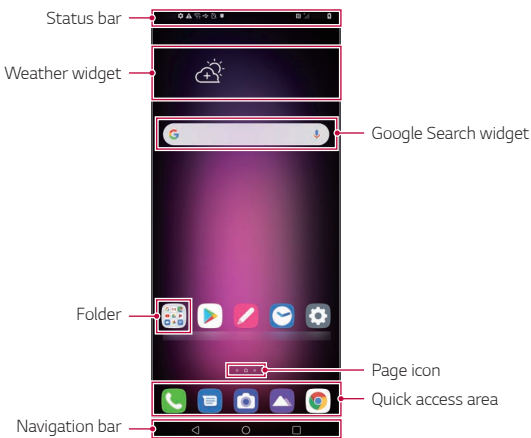 Status bar
Weather widget
Google Search widget
Folder
Page icon
Quick access area
Navigation bar